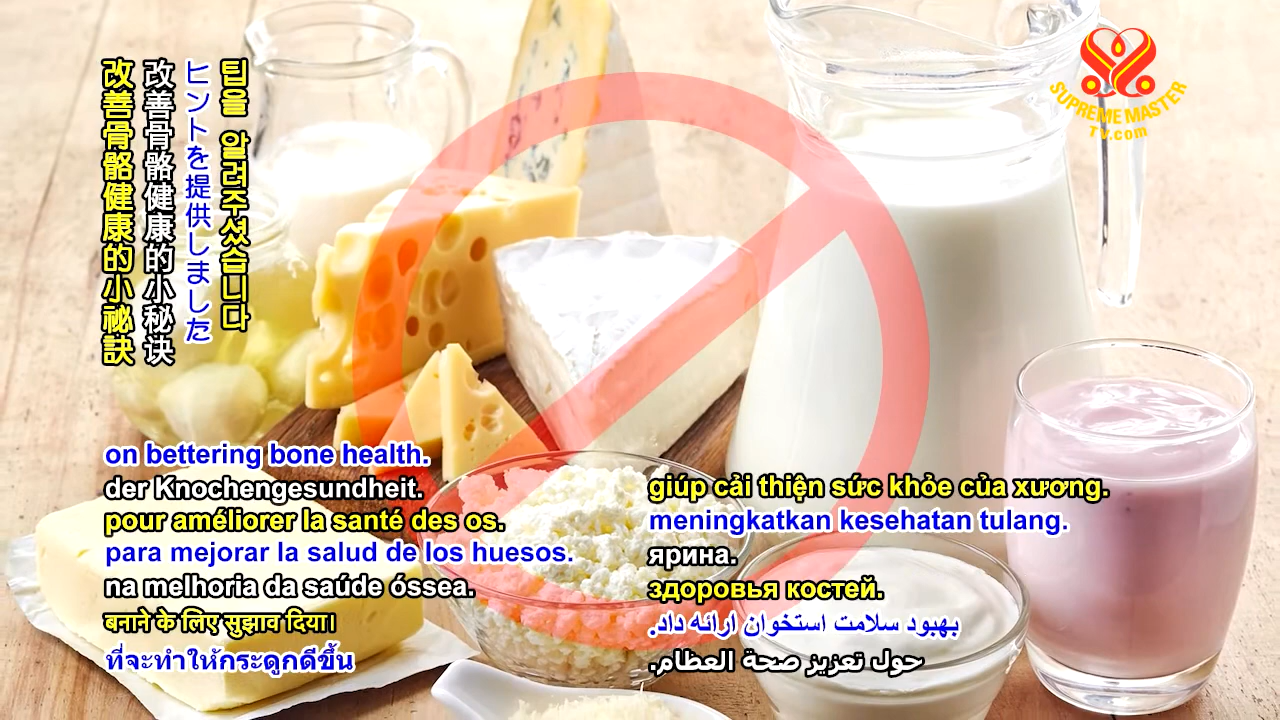 改善骨骼健康的小祕訣
改善骨骼健康的小秘诀
ヒントを提供しました
팁을 알려주셨습니다
SUPREME MASTER
TV.com
on bettering bone health.
der Knochengesundheit.
pour améliorer la santé des os.
para mejorar la salud de los huesos.
na melhoria da saúde óssea.
बनाने के लिए सुझाव दिया।
ที่จะทำให้กระดูกดีขึ้น
giúp cải thiện sức khỏe của xương.
meningkatkan kesehatan tulang.
ярина.
здоровья костей.
بهبود سلامت استخوان ارائه داد.
حول تعزيز صحة العظام.